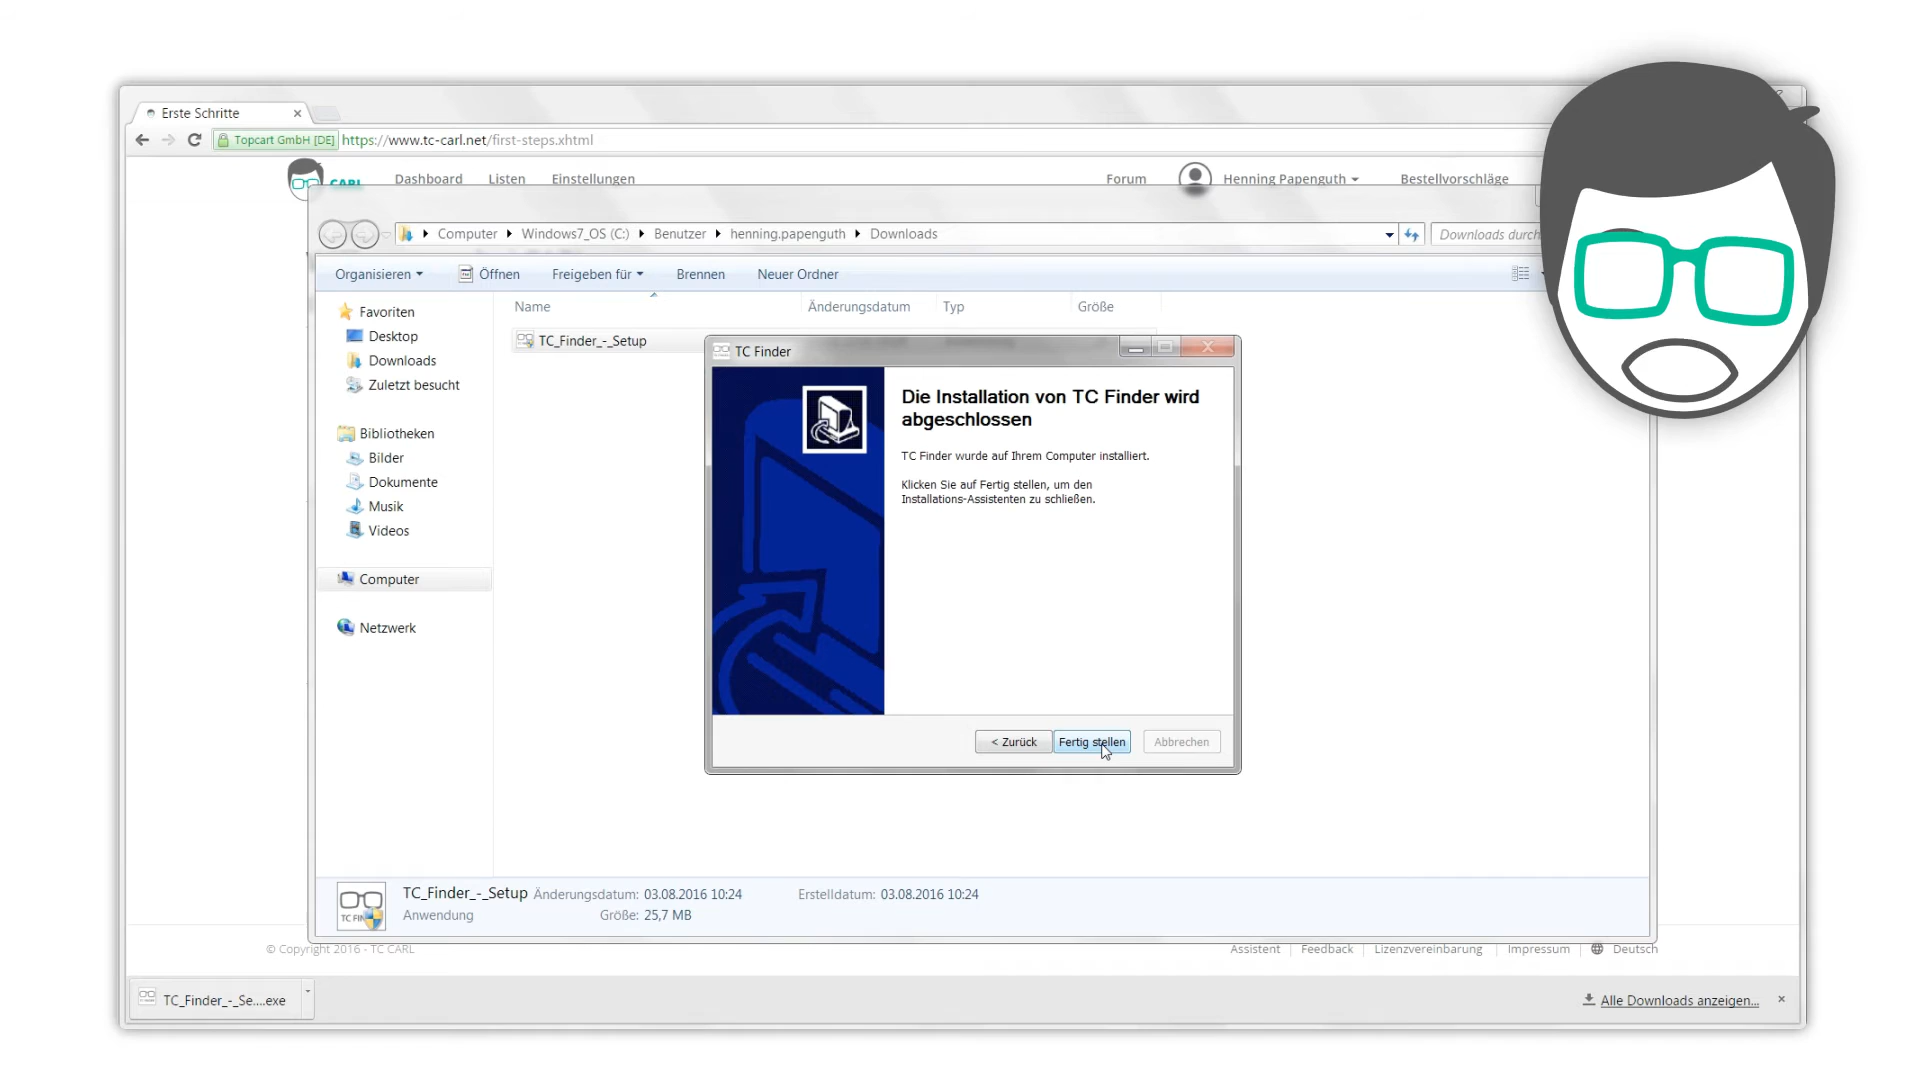 Erste Schritte
Topcart GmbH [DE] https://www.tc-carl.net/first-steps.xhtml
CARL Dashboard Listen Einstellungen Forum Henning Papenguth Bestellvorschläge
Computer Windows7_OS (C:) Benutzer henning.papenguth Downloads Downloads durch
Organisieren Öffnen Freigeben für Brennen Neuer Ordner
Name Änderungsdatum Typ Größe
Favoriten
Desktop
Downloads
Zuletzt besucht
Bibliotheken
Bilder
Dokumente
Musik
Videos
Computer
Netzwerk
TC_Finder_-_Setup
TC Finder
Die Installation von TC Finder wird
abgeschlossen
TC Finder wurde auf Ihrem Computer installiert.
Klicken Sie auf Fertig stellen, um den
Installations-Assistenten zu schließen.
< Zurück Fertig stellen Abbrechen
TC_Finder_-_Setup Änderungsdatum: 03.08.2016 10:24 Erstelldatum: 03.08.2016 10:24
Anwendung Größe: 25,7 MB
© Copyright 2016 - TC CARL Assistent Feedback Lizenzvereinbarung Impressum Deutsch
TC_Finder_-_Se....exe Alle Downloads anzeigen...